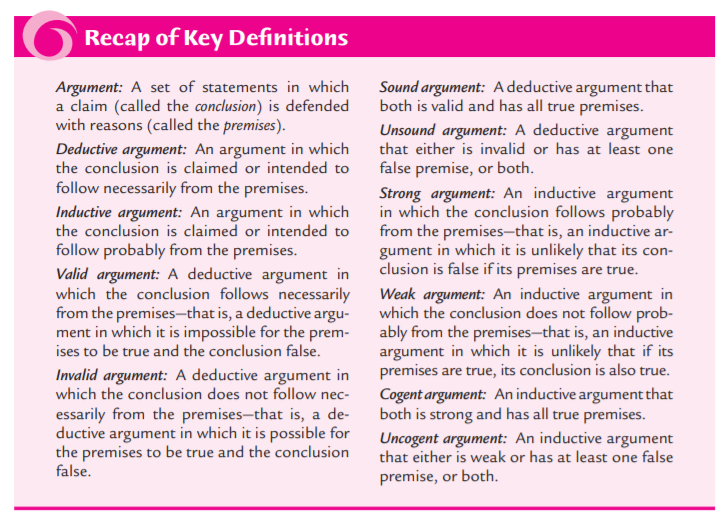 Recap of Key Definitions
Argument: A set of statements in which
a claim (called the conclusion) is defended
with reasons (called the premises).
Deductive argument: An argument in which
the conclusion is claimed or intended to
follow necessarily from the premises.
Inductive argument: An argument in which
the conclusion is claimed or intended to
follow probably from the premises.
Valid argument: A deductive argument in
which the conclusion follows necessarily
from the premises—that is, a deductive argu-
ment in which it is impossible for the prem-
ises to be true and the conclusion false.
Invalid argument: A deductive argument in
which the conclusion does not follow nec-
essarily from the premises—that is, a de-
ductive argument in which it is possible for
the premises to be true and the conclusion
false.
Sound argument: A deductive argument that
both is valid and has all true premises.
Unsound argument: A deductive argument
that either is invalid or has at least one
false premise, or both.
Strong argument: An inductive argument
in which the conclusion follows probably
from the premises—that is, an inductive ar-
gument in which it is unlikely that its con-
clusion is false if its premises are true.
Weak argument: An inductive argument in
which the conclusion does not follow prob-
ably from the premises—that is, an inductive
argument in which it is unlikely that if its
premises are true, its conclusion is also true.
Cogent argument: An inductive argument that
both is strong and has all true premises.
Uncogent argument: An inductive argument
that either is weak or has at least one false
premise, or both.